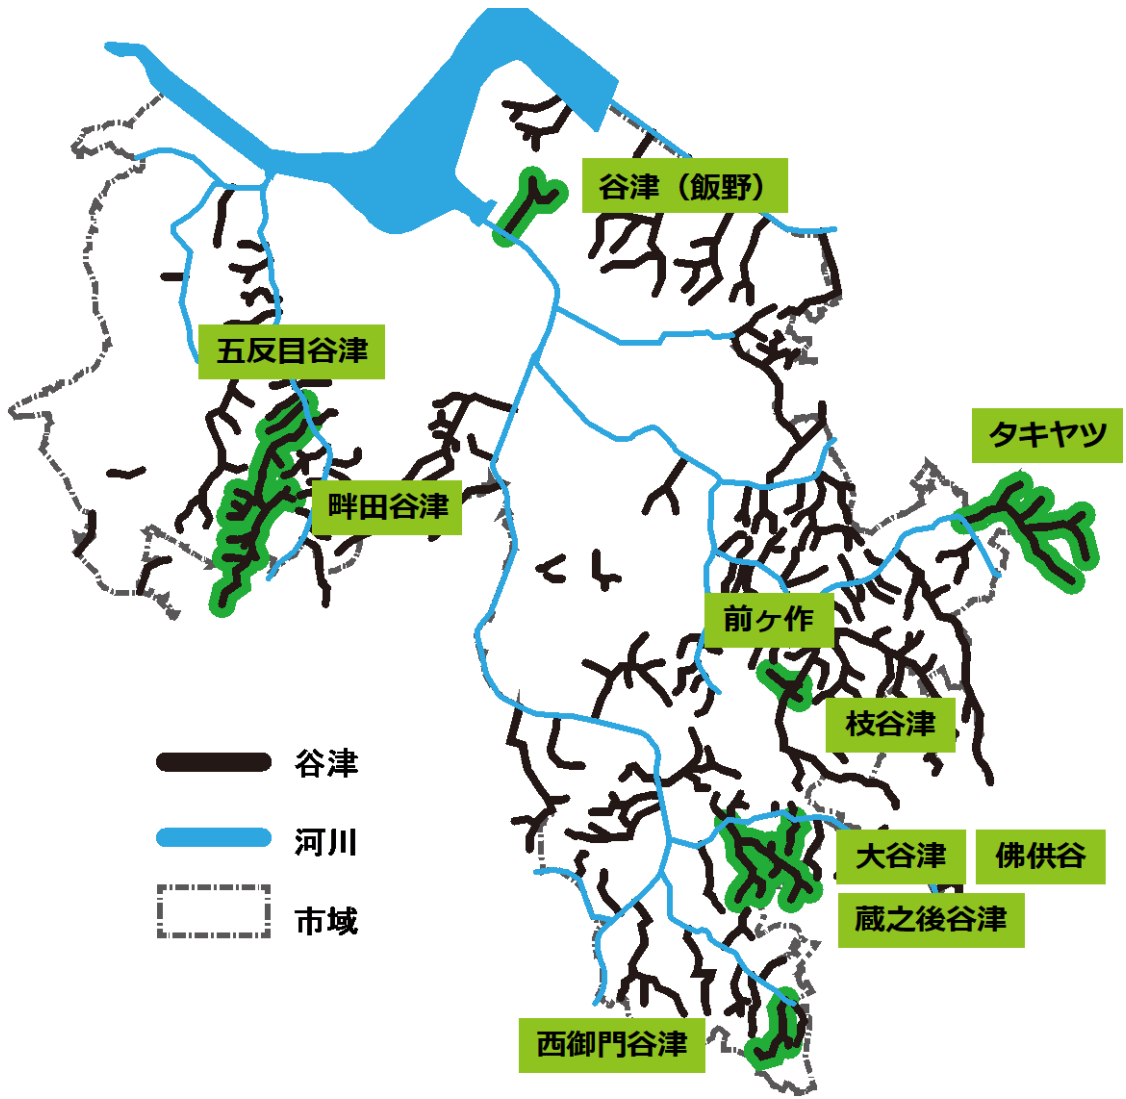 谷津（飯野）
五反目谷津
タキヤツ
畔田谷津
前ヶ作
枝谷津
谷津
河川
市域
大谷津
佛供谷
蔵之後谷津
西御門谷津